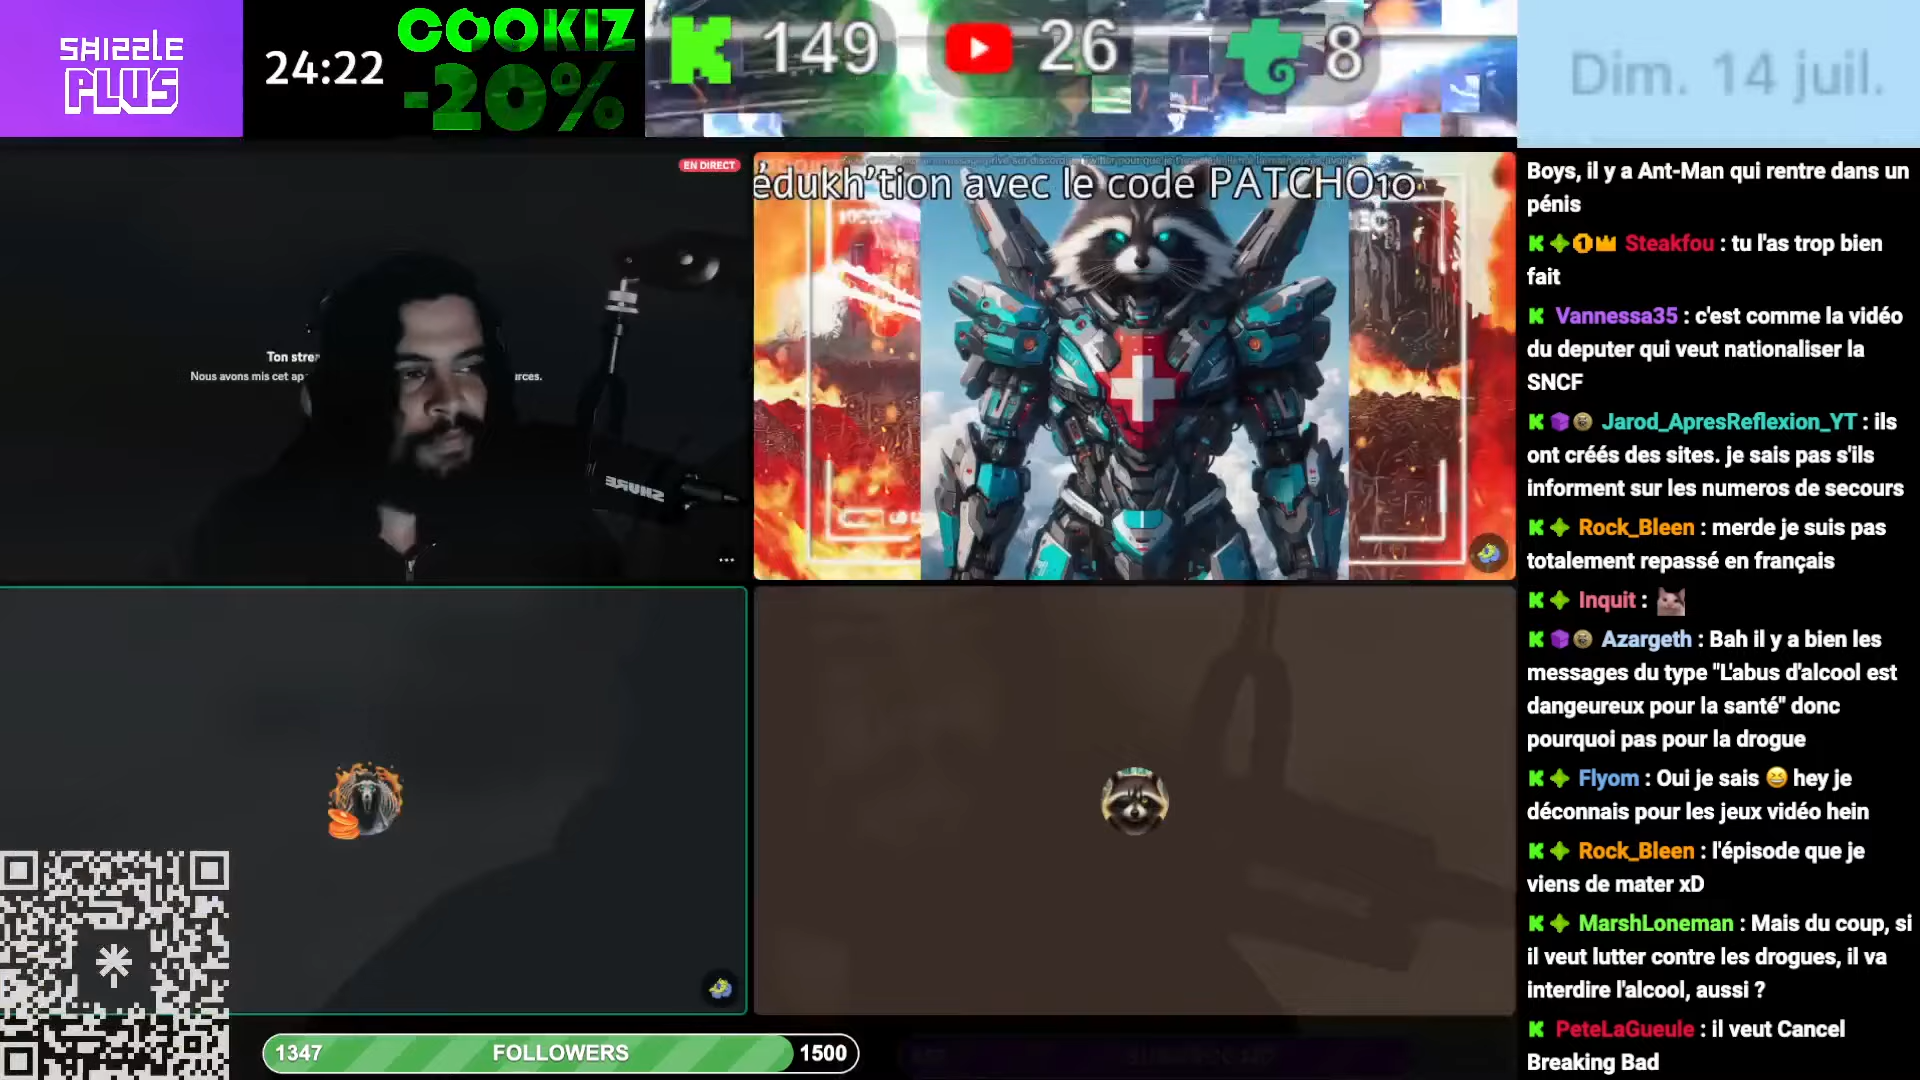 SHIZZLE
PLUS
24:22
COOKIZ
-20%
149
26
8
Dim. 14 juil.
EN DIRECT
édukh’tion avec le code PATCHO10
Ton stre
Nous avons mis cet ap
SHURE
Boys, il y a Ant-Man qui rentre dans un
pénis
Steakfou : tu l'as trop bien
fait
Vannessa35 : c'est comme la vidéo
du deputer qui veut nationaliser la
SNCF
Jarod_ApresReflexion_YT : ils
ont créés des sites. je sais pas s'ils
informent sur les numeros de secours
Rock_Bleen : merde je suis pas
totalement repassé en français
Inquit :
Azargeth : Bah il y a bien les
messages du type "L'abus d'alcool est
dangeureux pour la santé" donc
pourquoi pas pour la drogue
Flyom : Oui je sais 😆 hey je
déconnais pour les jeux vidéo hein
Rock_Bleen : l'épisode que je
viens de mater xD
MarshLoneman : Mais du coup, si
il veut lutter contre les drogues, il va
interdire l'alcool, aussi ?
PeteLaGueule : il veut Cancel
Breaking Bad
1347 FOLLOWERS 1500